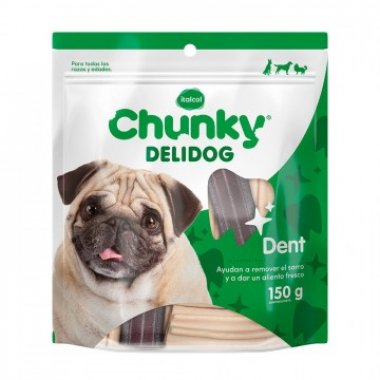 Para todas las
razas y edades.
italcol
Chunky®
DELIDOG
Dent
Ayudan a remover el sarro
y a dar un aliento fresco
150 g